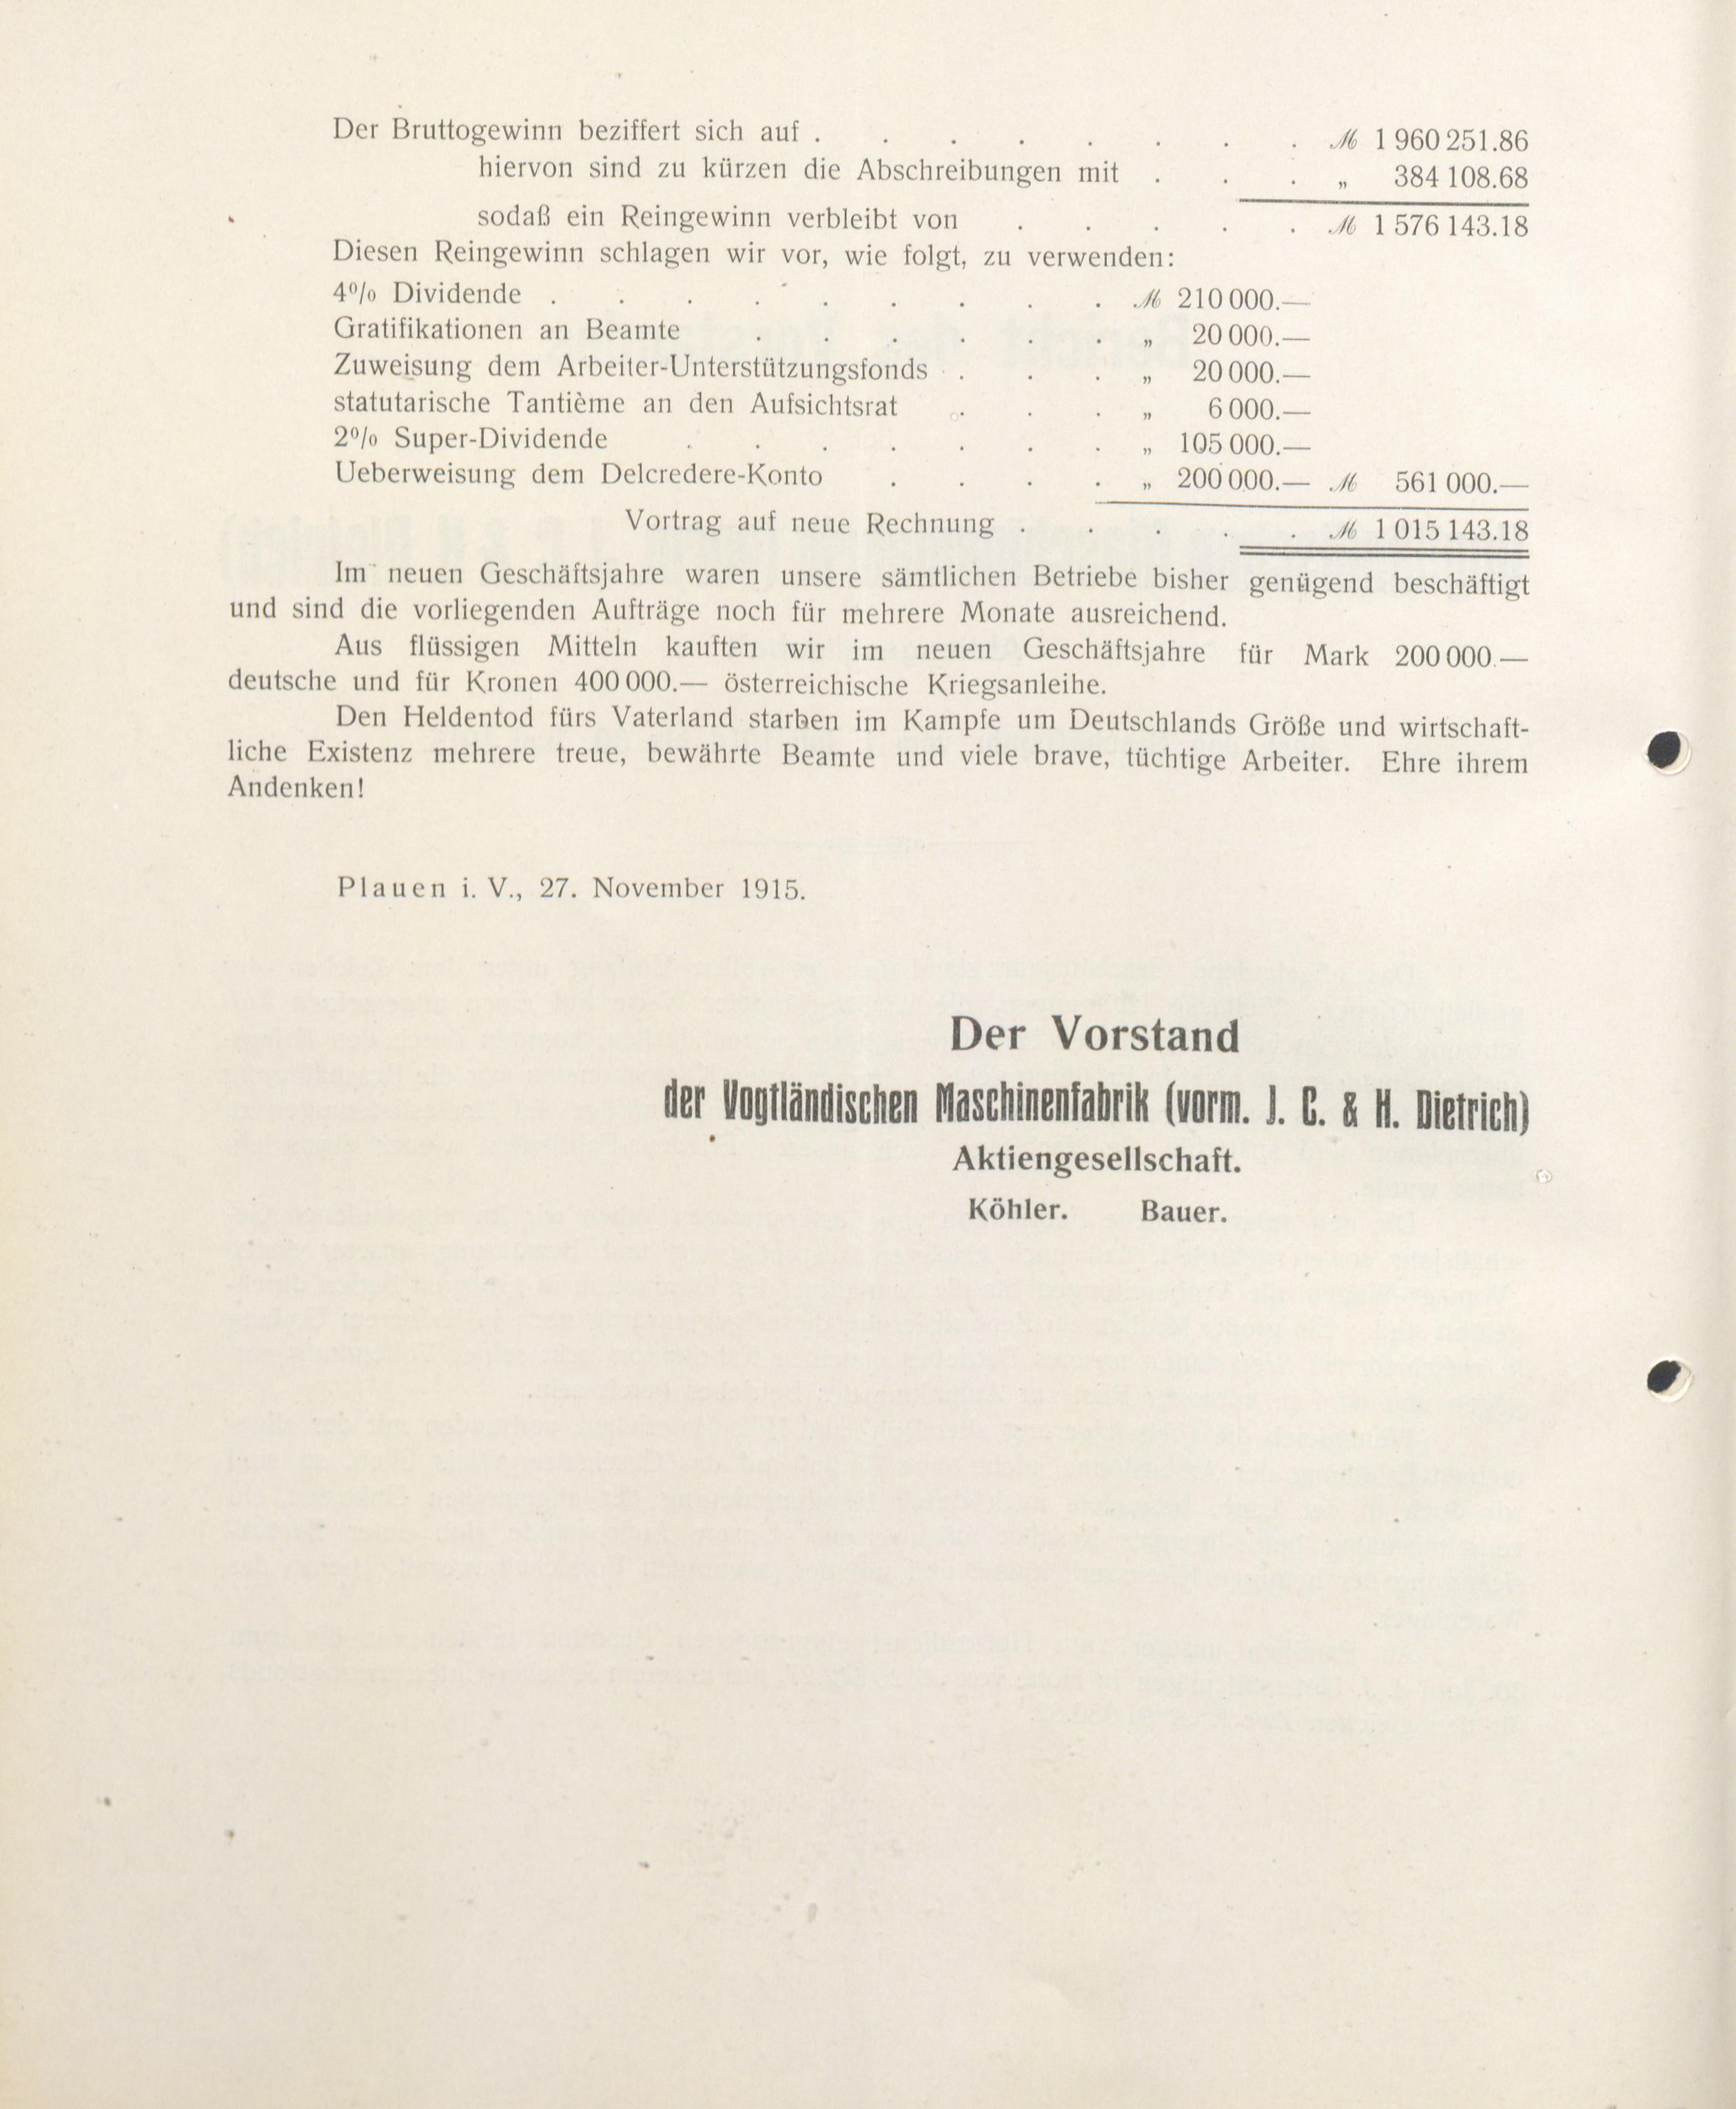 Der Bruttogewinn beziffert sich auf . . . . . . . . ℳ 1 960 251.86
hiervon sind zu kürzen die Abschreibungen mit . . . „ 384 108.68
sodaß ein Reingewinn verbleibt von . . . . . ℳ 1 576 143.18
Diesen Reingewinn schlagen wir vor, wie folgt, zu verwenden:
4% Dividende . . . . . . . . . ℳ 210 000.—
Gratifikationen an Beamte . . . . . . „ 20 000.—
Zuweisung dem Arbeiter-Unterstützungsfonds . . . „ 20 000.—
statutarische Tantième an den Aufsichtsrat . . . „ 6 000.—
2% Super-Dividende . . . . . . . „ 105 000.—
Ueberweisung dem Delcredere-Konto . . . . „ 200 000.— ℳ 561 000.—
Vortrag auf neue Rechnung . . . . . ℳ 1 015 143.18
Im neuen Geschäftsjahre waren unsere sämtlichen Betriebe bisher genügend beschäftigt
und sind die vorliegenden Aufträge noch für mehrere Monate ausreichend.
Aus flüssigen Mitteln kauften wir im neuen Geschäftsjahre für Mark 200 000.—
deutsche und für Kronen 400 000.— österreichische Kriegsanleihe.
Den Heldentod fürs Vaterland starben im Kampfe um Deutschlands Größe und wirtschaft-
liche Existenz mehrere treue, bewährte Beamte und viele brave, tüchtige Arbeiter. Ehre ihrem
Andenken!
Plauen i. V., 27. November 1915.
Der Vorstand
der Vogtländischen Maschinenfabrik (vorm. J. C. & H. Dietrich)
Aktiengesellschaft.
Köhler. Bauer.